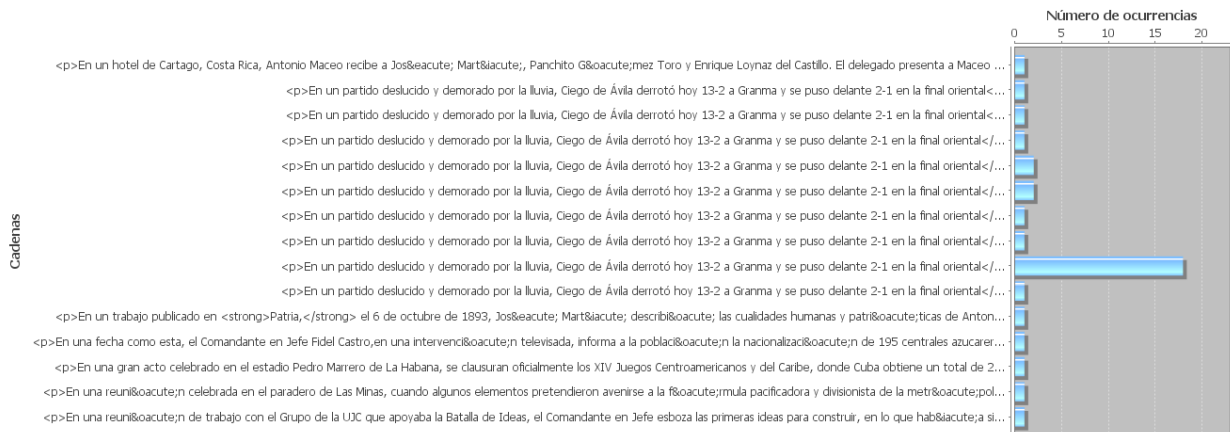 Número de ocurrencias
0 5 10 15 20
Cadenas
<p>En un hotel de Cartago, Costa Rica, Antonio Maceo recibe a Jos&eacute; Mart&iacute;, Panchito G&oacute;mez Toro y Enrique Loynaz del Castillo. El delegado presenta a Maceo ...
<p>En un partido deslucido y demorado por la lluvia, Ciego de Ávila derrotó hoy 13-2 a Granma y se puso delante 2-1 en la final oriental<...
<p>En un partido deslucido y demorado por la lluvia, Ciego de Ávila derrotó hoy 13-2 a Granma y se puso delante 2-1 en la final oriental<...
<p>En un partido deslucido y demorado por la lluvia, Ciego de Ávila derrotó hoy 13-2 a Granma y se puso delante 2-1 en la final oriental</...
<p>En un partido deslucido y demorado por la lluvia, Ciego de Ávila derrotó hoy 13-2 a Granma y se puso delante 2-1 en la final oriental</...
<p>En un partido deslucido y demorado por la lluvia, Ciego de Ávila derrotó hoy 13-2 a Granma y se puso delante 2-1 en la final oriental</...
<p>En un partido deslucido y demorado por la lluvia, Ciego de Ávila derrotó hoy 13-2 a Granma y se puso delante 2-1 en la final oriental</...
<p>En un partido deslucido y demorado por la lluvia, Ciego de Ávila derrotó hoy 13-2 a Granma y se puso delante 2-1 en la final oriental</...
<p>En un partido deslucido y demorado por la lluvia, Ciego de Ávila derrotó hoy 13-2 a Granma y se puso delante 2-1 en la final oriental</...
<p>En un partido deslucido y demorado por la lluvia, Ciego de Ávila derrotó hoy 13-2 a Granma y se puso delante 2-1 en la final oriental</...
<p>En un trabajo publicado en <strong>Patria,</strong> el 6 de octubre de 1893, Jos&eacute; Mart&iacute; describi&oacute; las cualidades humanas y patri&oacute;ticas de Anton...
<p>En una fecha como esta, el Comandante en Jefe Fidel Castro,en una intervenci&oacute;n televisada, informa a la poblaci&oacute;n la nacionalizaci&oacute;n de 195 centrales azucarer...
<p>En una gran acto celebrado en el estadio Pedro Marrero de La Habana, se clausuran oficialmente los XIV Juegos Centroamericanos y del Caribe, donde Cuba obtiene un total de 2...
<p>En una reuni&oacute;n celebrada en el paradero de Las Minas, cuando algunos elementos pretendieron avenirse a la f&oacute;rmula pacificadora y divisionista de la metr&oacute;pol...
<p>En una reuni&oacute;n de trabajo con el Grupo de la UJC que apoyaba la Batalla de Ideas, el Comandante en Jefe esboza las primeras ideas para construir, en lo que hab&iacute;a si...